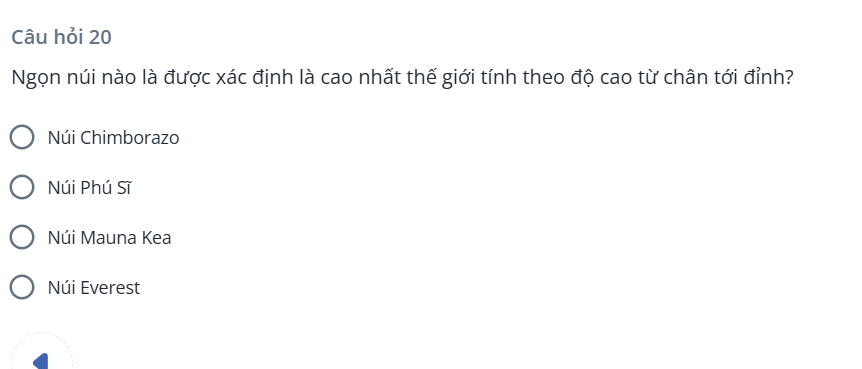 Câu hỏi 20
Ngọn núi nào là được xác định là cao nhất thế giới tính theo độ cao từ chân tới đỉnh?
Núi Chimborazo
Núi Phú Sĩ
Núi Mauna Kea
Núi Everest